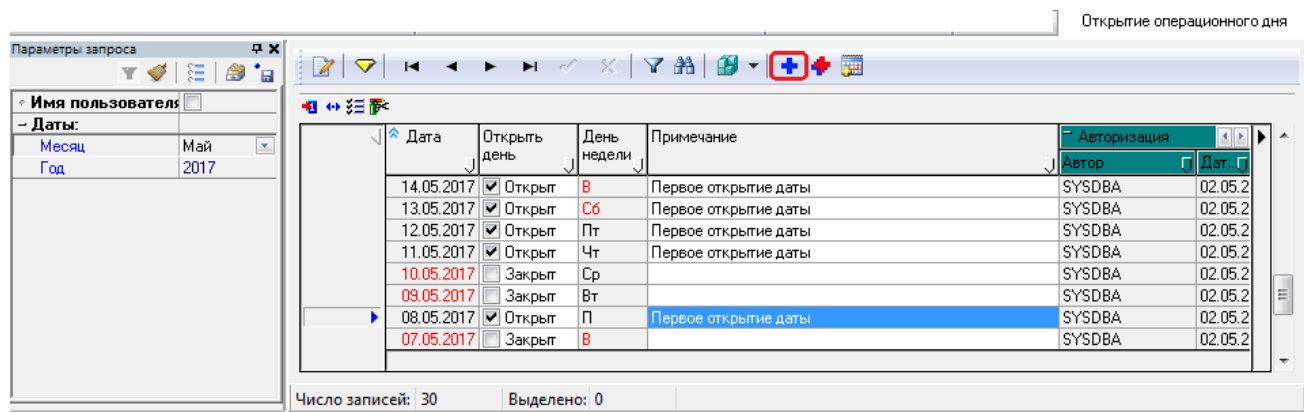 Открытие операционного дня
Параметры запроса
Имя пользователя
Даты:
Месяц Май
Год 2017
Дата Открыть день День недели Примечание Авторизация
Автор Дат...
14.05.2017 Открыт В Первое открытие даты SYSDBA 02.05.2
13.05.2017 Открыт Сб Первое открытие даты SYSDBA 02.05.2
12.05.2017 Открыт Пт Первое открытие даты SYSDBA 02.05.2
11.05.2017 Открыт Чт Первое открытие даты SYSDBA 02.05.2
10.05.2017 Закрыт Ср SYSDBA 02.05.2
09.05.2017 Закрыт Вт SYSDBA 02.05.2
08.05.2017 Открыт П Первое открытие даты SYSDBA 02.05.2
07.05.2017 Закрыт В SYSDBA 02.05.2
Число записей: 30 Выделено: 0